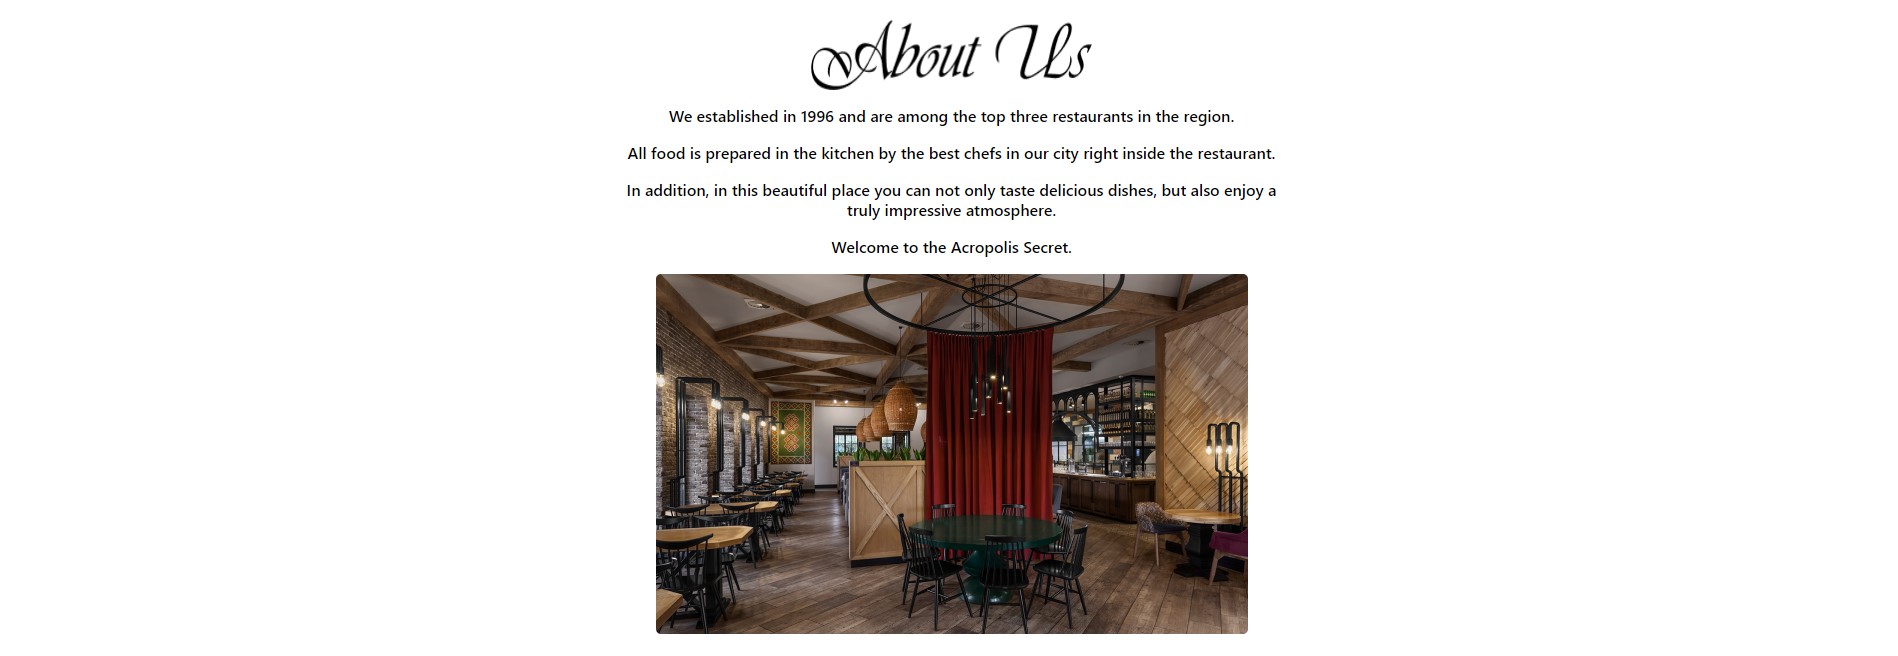 About Us
We established in 1996 and are among the top three restaurants in the region.
All food is prepared in the kitchen by the best chefs in our city right inside the restaurant.
In addition, in this beautiful place you can not only taste delicious dishes, but also enjoy a
truly impressive atmosphere.
Welcome to the Acropolis Secret.